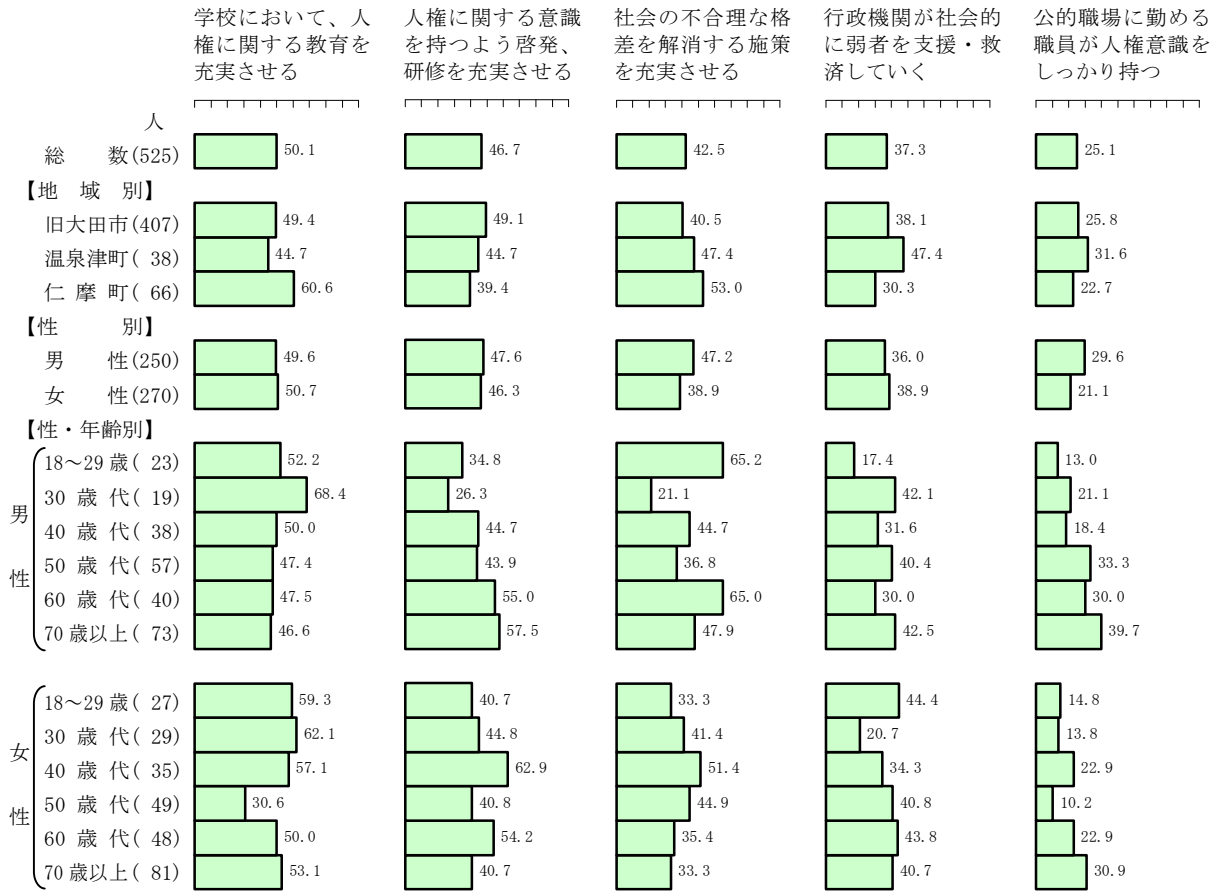 学校において、人
権に関する教育を
充実させる
人権に関する意識
を持つよう啓発、
研修を充実させる
社会の不合理な格
差を解消する施策
を充実させる
行政機関が社会的
に弱者を支援・救
済していく
公的職場に勤める
職員が人権意識を
しっかり持つ
人
総 数(525) 50.1 46.7 42.5 37.3 25.1
【地 域 別】
旧大田市(407) 49.4 49.1 40.5 38.1 25.8
温泉津町( 38) 44.7 44.7 47.4 47.4 31.6
仁 摩 町( 66) 60.6 39.4 53.0 30.3 22.7
【性 別】
男 性(250) 49.6 47.6 47.2 36.0 29.6
女 性(270) 50.7 46.3 38.9 38.9 21.1
【性・年齢別】
男性
18～29歳( 23) 52.2 34.8 65.2 17.4 13.0
30 歳 代( 19) 68.4 26.3 21.1 42.1 21.1
40 歳 代( 38) 50.0 44.7 44.7 31.6 18.4
50 歳 代( 57) 47.4 43.9 36.8 40.4 33.3
60 歳 代( 40) 47.5 55.0 65.0 30.0 30.0
70歳以上( 73) 46.6 57.5 47.9 42.5 39.7
女性
18～29歳( 27) 59.3 40.7 33.3 44.4 14.8
30 歳 代( 29) 62.1 44.8 41.4 20.7 13.8
40 歳 代( 35) 57.1 62.9 51.4 34.3 22.9
50 歳 代( 49) 30.6 40.8 44.9 40.8 10.2
60 歳 代( 48) 50.0 54.2 35.4 43.8 22.9
70歳以上( 81) 53.1 40.7 33.3 40.7 30.9